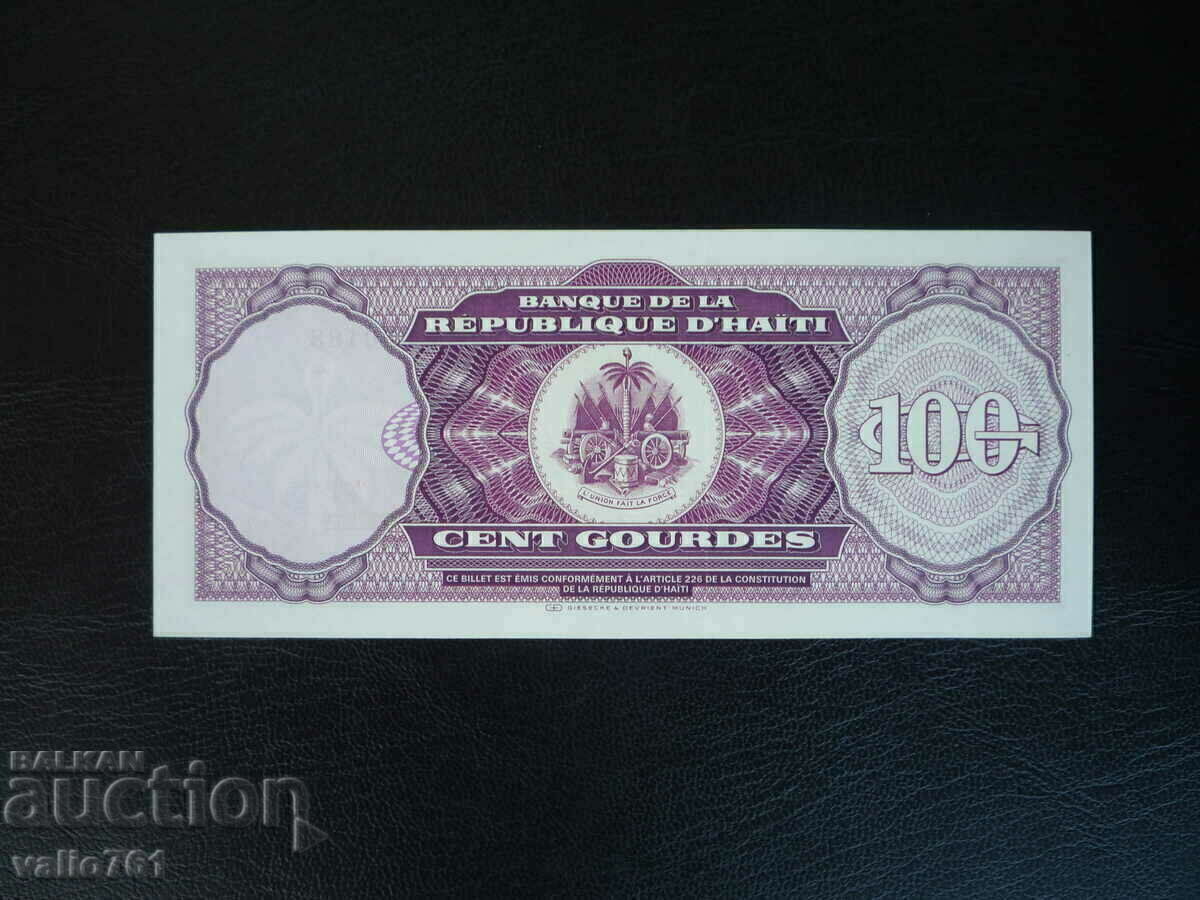 BANQUE DE LA
RÉPUBLIQUE D'HAÏTI
100
L'UNION FAIT LA FORCE
CENT GOURDES
CE BILLET EST ÉMIS CONFORMÉMENT À L'ARTICLE 226 DE LA CONSTITUTION
DE LA RÉPUBLIQUE D'HAÏTI
GIESECKE & DEVRIENT MUNICH
BALKAN
auction
vallo761